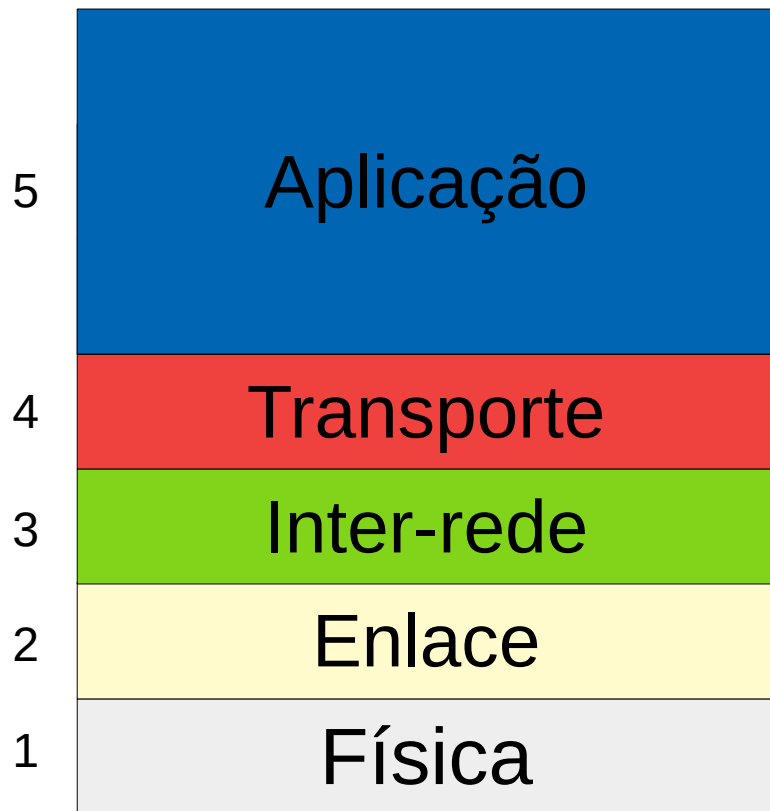 5 Aplicação
4 Transporte
3 Inter-rede
2 Enlace
1 Física